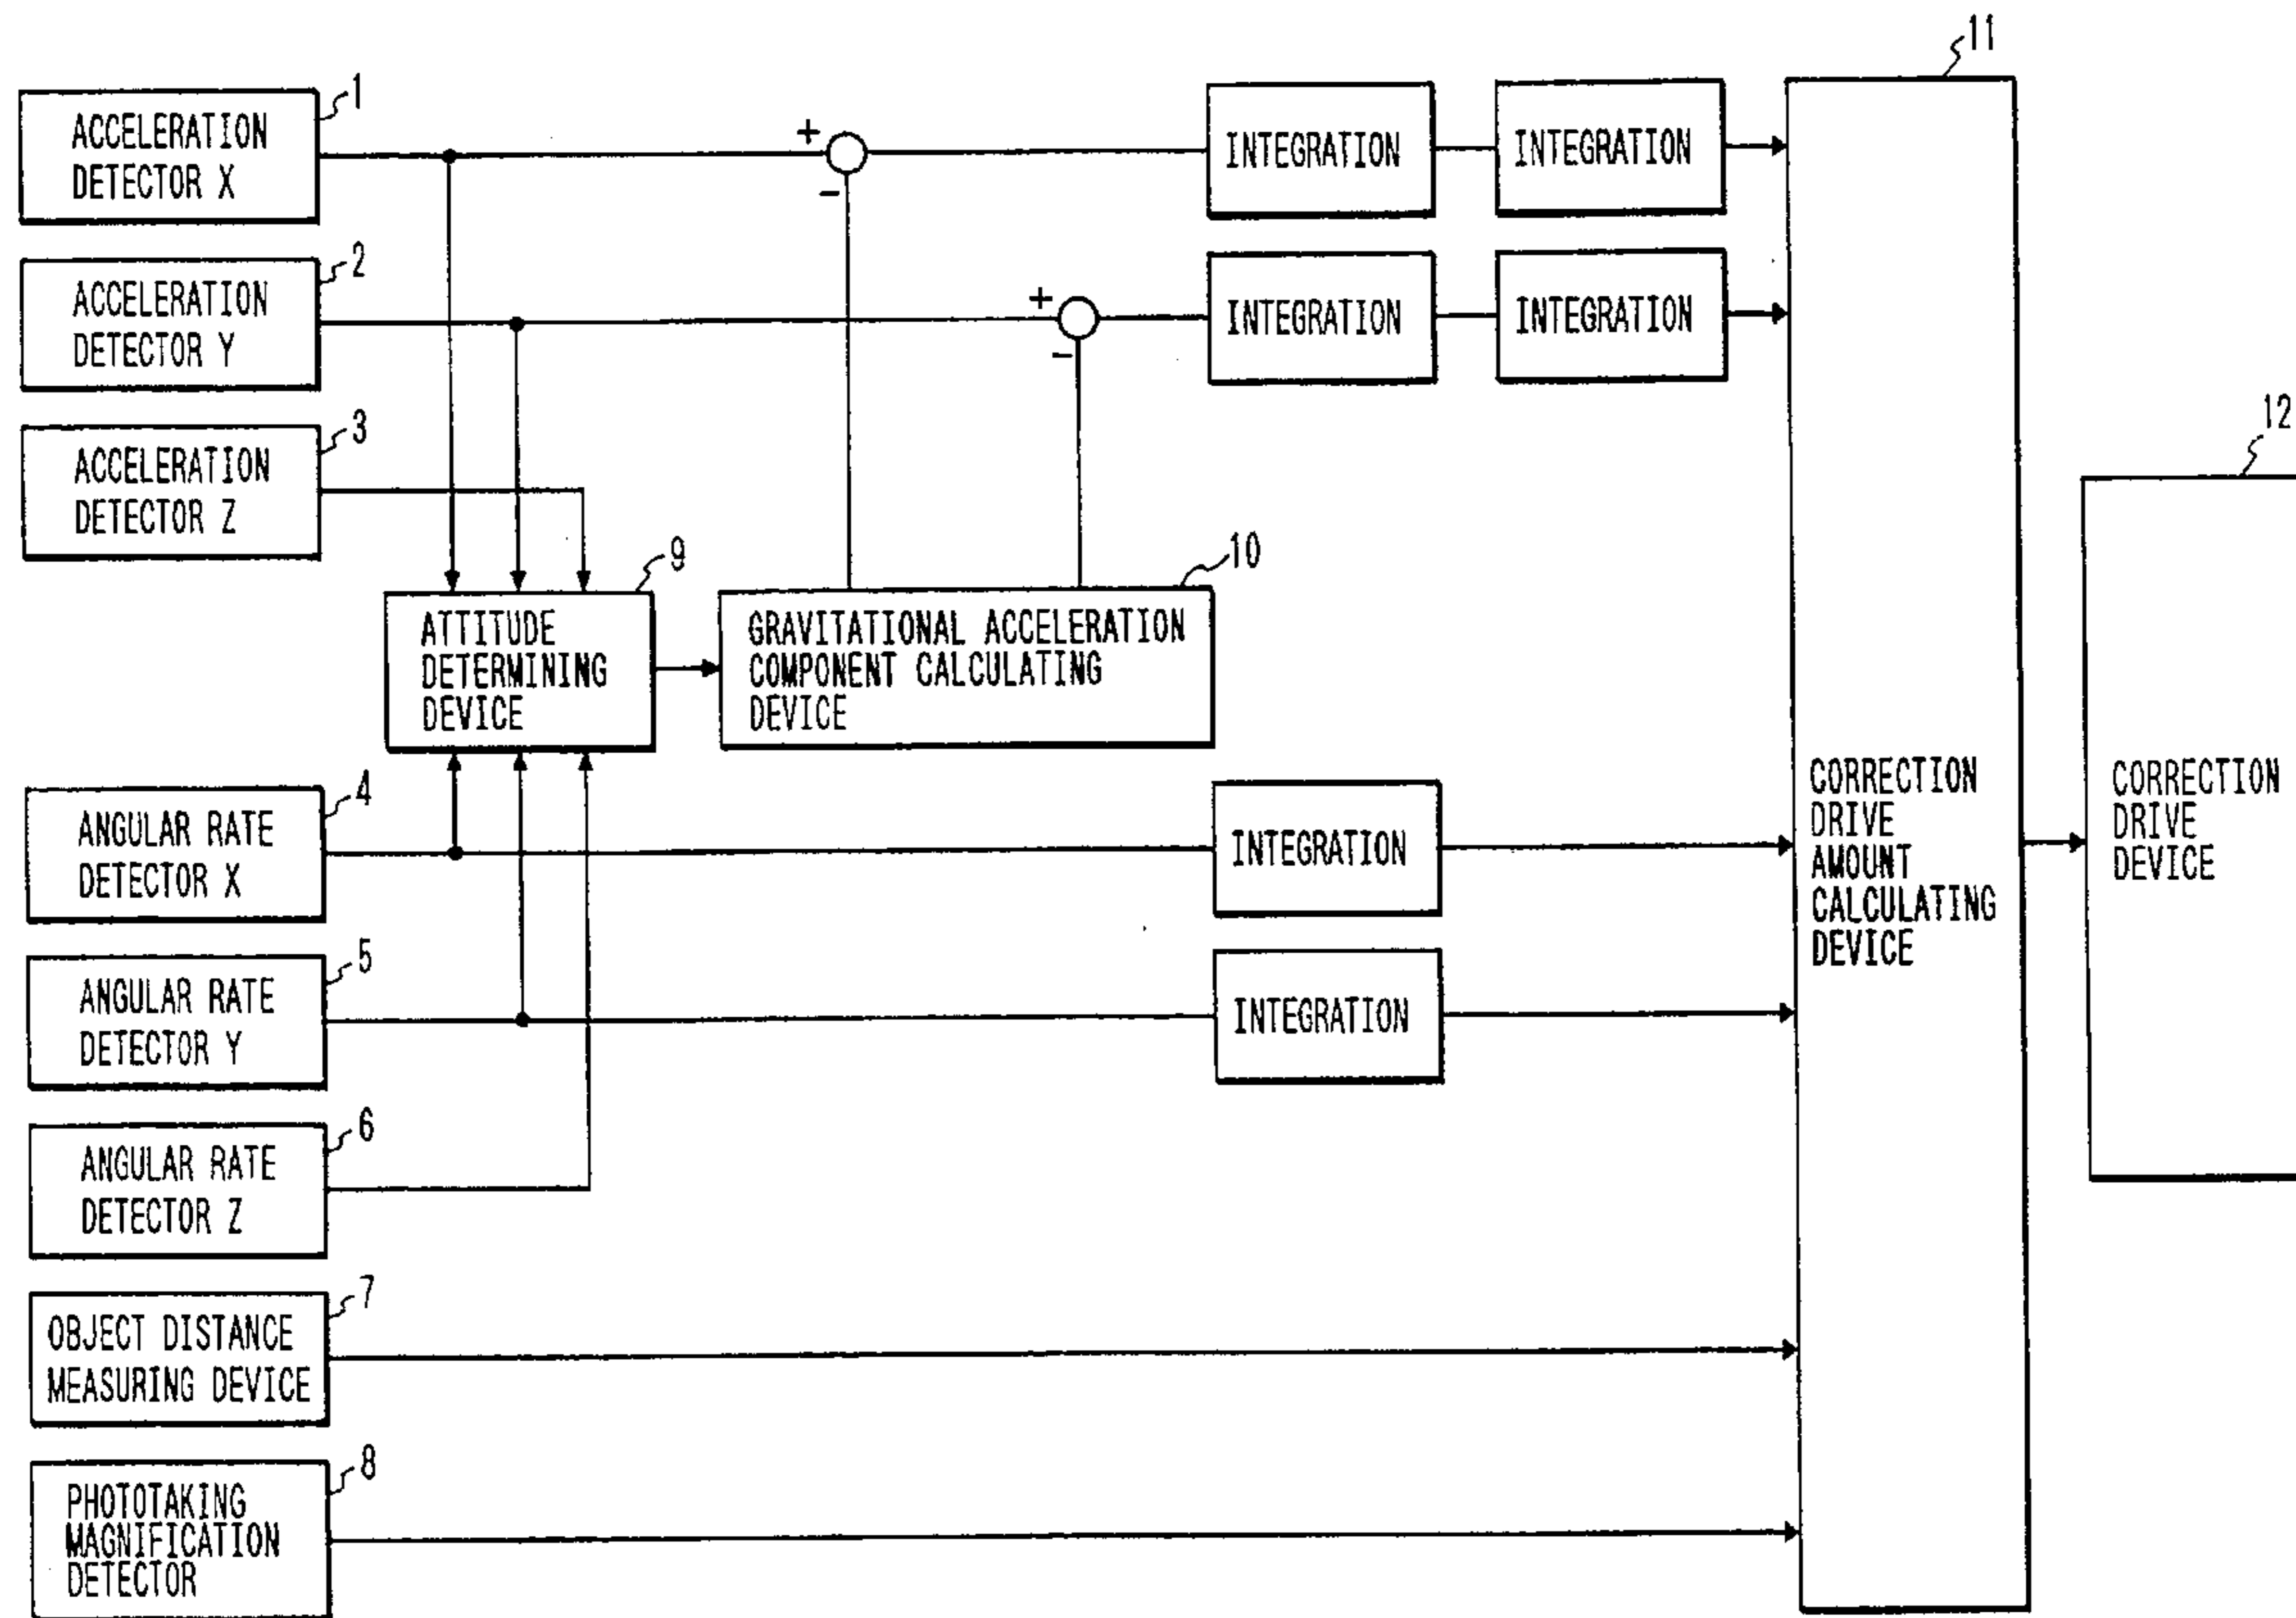 11
1
ACCELERATION
DETECTOR X
+
-
INTEGRATION
INTEGRATION
2
ACCELERATION
DETECTOR Y
+
-
INTEGRATION
INTEGRATION
3
ACCELERATION
DETECTOR Z
12
9
ATTITUDE
DETERMINING
DEVICE
10
GRAVITATIONAL ACCELERATION
COMPONENT CALCULATING
DEVICE
4
ANGULAR RATE
DETECTOR X
INTEGRATION
CORRECTION
DRIVE
AMOUNT
CALCULATING
DEVICE
CORRECTION
DRIVE
DEVICE
5
ANGULAR RATE
DETECTOR Y
INTEGRATION
6
ANGULAR RATE
DETECTOR Z
7
OBJECT DISTANCE
MEASURING DEVICE
8
PHOTOTAKING
MAGNIFICATION
DETECTOR